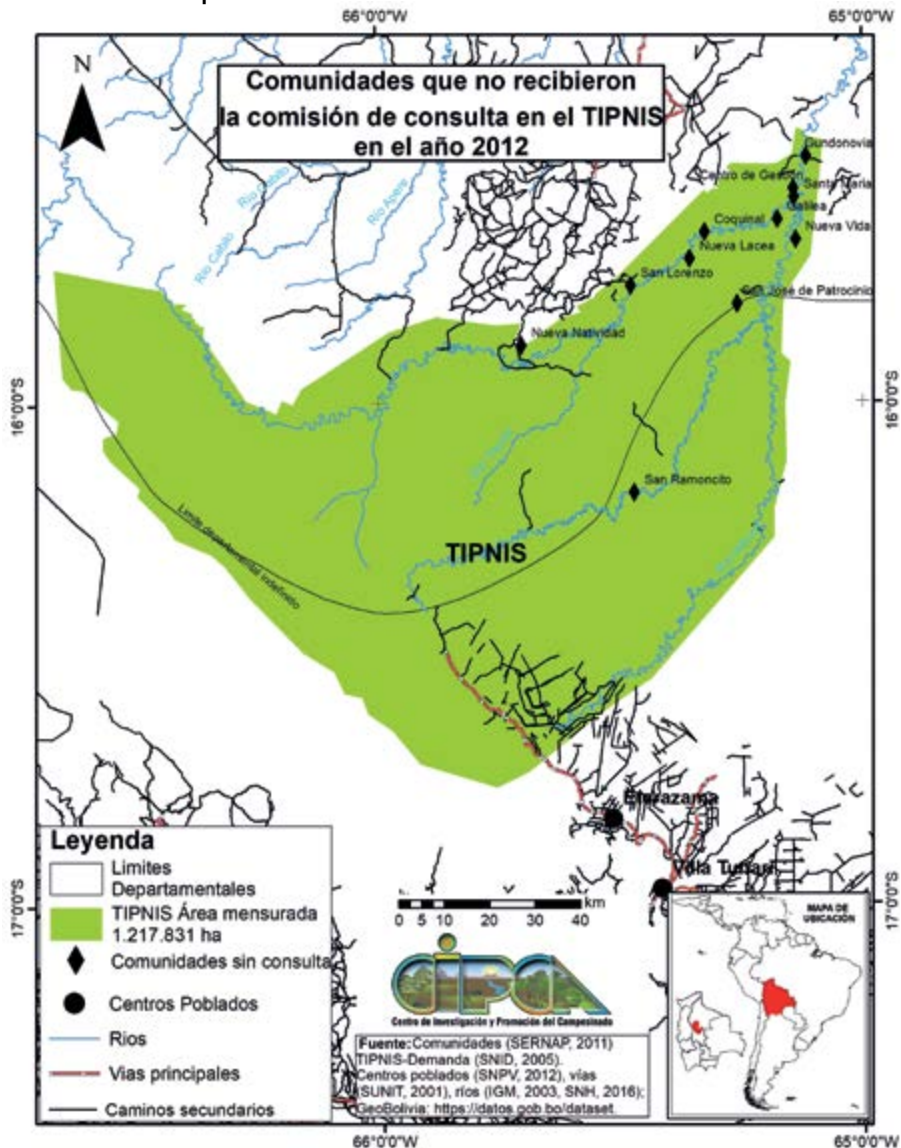 66°0'0"W
65°0'0"W
N
Comunidades que no recibieron
la comisión de consulta en el TIPNIS
en el año 2012
Gundonovia
Centro de Gestión
Santa Maria
Galilea
Coquinal
Nueva Vida
Nueva Lacea
San Lorenzo
San José de Patrocinio
Nueva Natividad
Río Cabito
Río Apere
Río Cabito
16°0'0"S
16°0'0"S
San Ramoncito
TIPNIS
Limite departamental indefinido
Eterazama
Villa Tunari
17°0'0"S
17°0'0"S
Leyenda
Limites
Departamentales
TIPNIS Área mensurada
1.217.831 ha
Comunidades sin consulta
Centros Poblados
Rios
Vias principales
Caminos secundarios
km
0 5 10 20 30 40
CIPCA
Centro de Investigación y Promoción del Campesinado
Fuente: Comunidades (SERNAP, 2011)
TIPNIS-Demanda (SNID, 2005).
Centros poblados (SNPV, 2012), vías
(SUNIT, 2001), ríos (IGM, 2003, SNH, 2016);
GeoBolivia: https://datos.gob.bo/dataset.
MAPA DE
UBICACIÓN
66°0'0"W
65°0'0"W